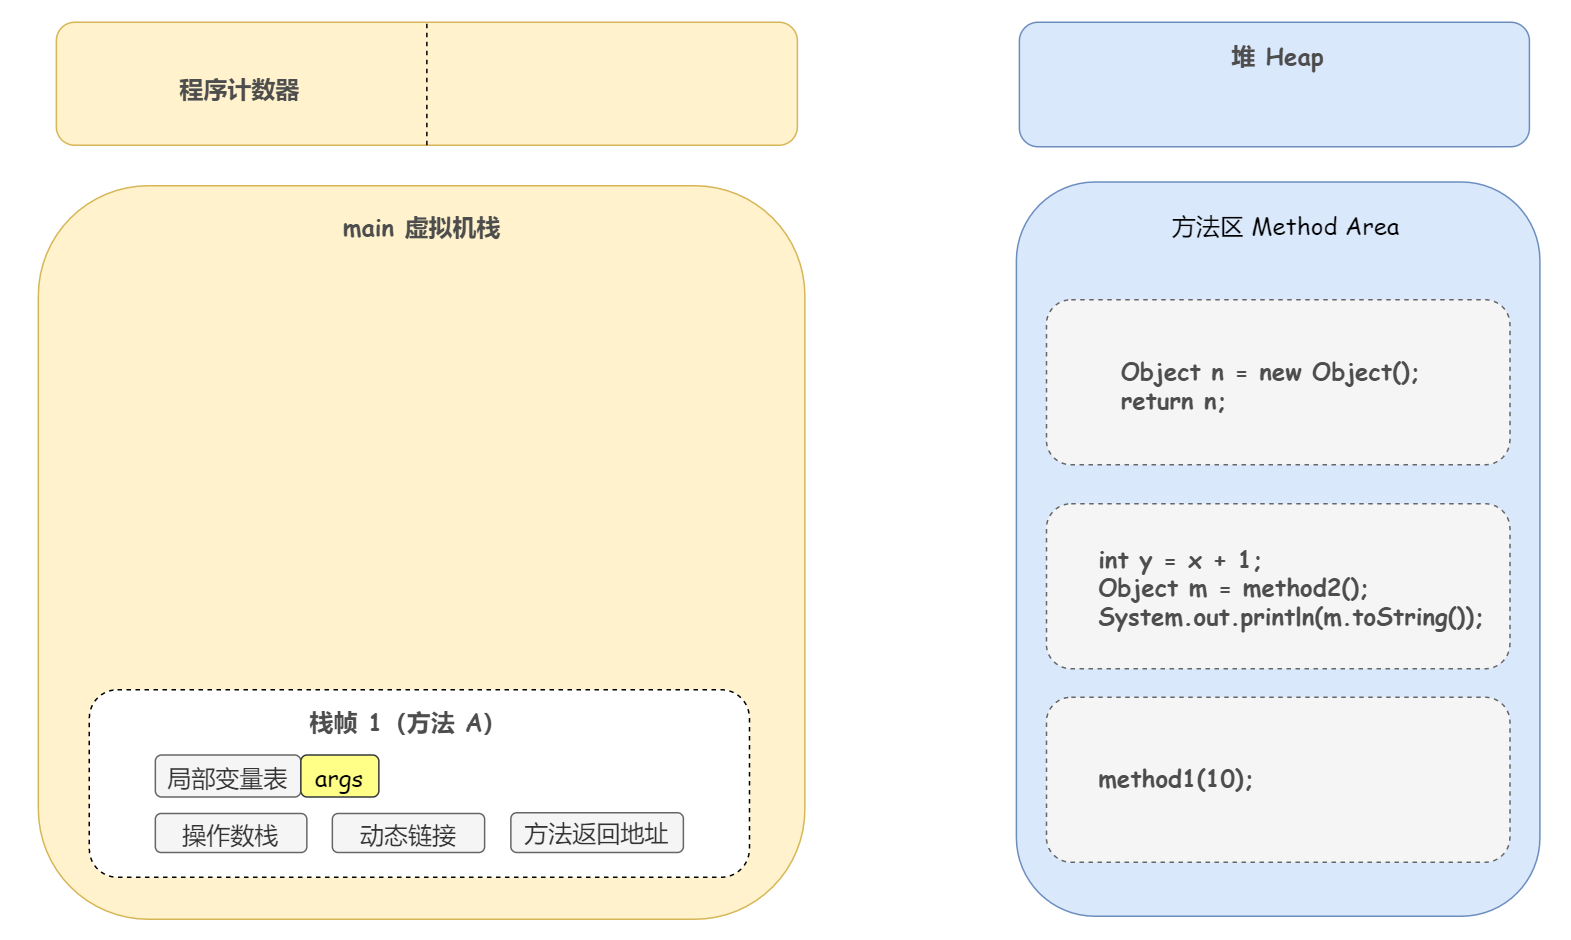 程序计数器
堆 Heap
main 虚拟机栈
栈帧 1 (方法 A)
局部变量表 args
操作数栈 动态链接 方法返回地址
方法区 Method Area
Object n = new Object();
return n;
int y = x + 1;
Object m = method2();
System.out.println(m.toString());
method1(10);